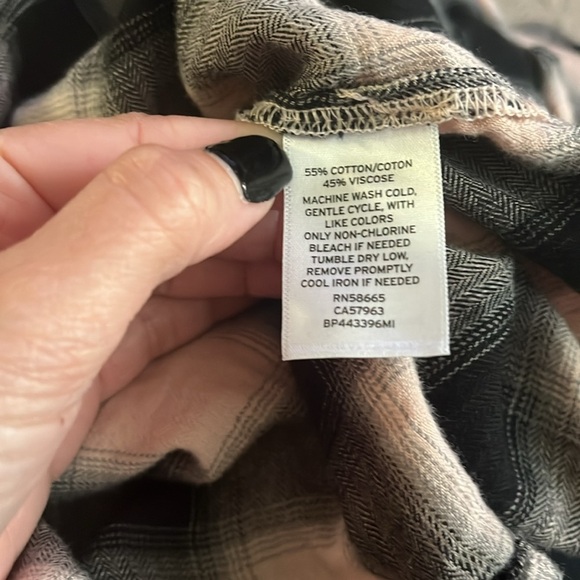 55% COTTON/COTON
45% VISCOSE
MACHINE WASH COLD,
GENTLE CYCLE, WITH
LIKE COLORS
ONLY NON-CHLORINE
BLEACH IF NEEDED
TUMBLE DRY LOW,
REMOVE PROMPTLY
COOL IRON IF NEEDED
RN58665
CA57963
BP443396MI